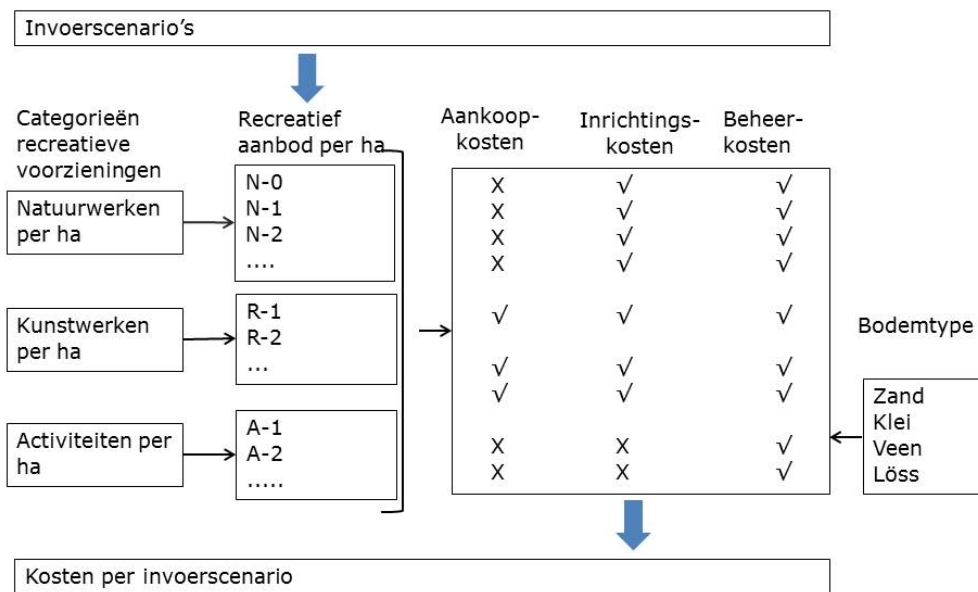 Invoerscenario's
Categorieën
recreatieve
voorzieningen
Recreatief
aanbod per ha
Aankoop-
kosten
Inrichtings-
kosten
Beheer-
kosten
Natuurwerken
per ha
N-0
N-1
N-2
....
Kunstwerken
per ha
R-1
R-2
...
Activiteiten per
ha
A-1
A-2
.....
X √ √
X √ √
X √ √
X √ √
√ √ √
√ √ √
√ √ √
X X √
X X √
Bodemtype
Zand
Klei
Veen
Löss
Kosten per invoerscenario